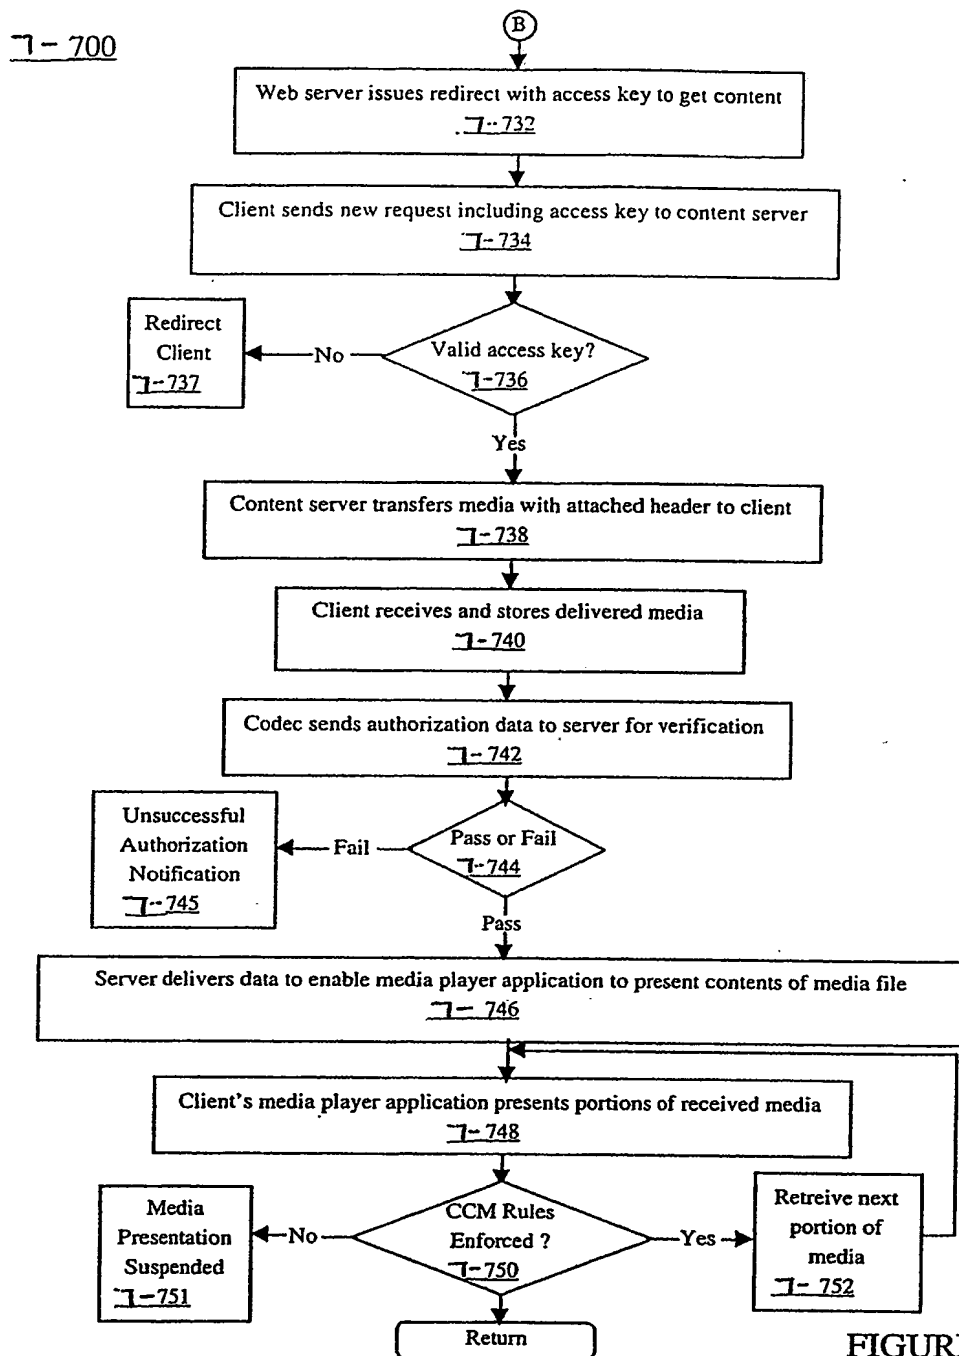 7-700
B
Web server issues redirect with access key to get content
7-732
Client sends new request including access key to content server
7-734
Redirect
Client
7-737
No
Valid access key?
7-736
Yes
Content server transfers media with attached header to client
7-738
Client receives and stores delivered media
7-740
Codec sends authorization data to server for verification
7-742
Unsuccessful
Authorization
Notification
7-745
Fail
Pass or Fail
7-744
Pass
Server delivers data to enable media player application to present contents of media file
7-746
Client's media player application presents portions of received media
7-748
Media
Presentation
Suspended
7-751
No
CCM Rules
Enforced ?
7-750
Yes
Retreive next
portion of
media
7-752
Return
FIGUR